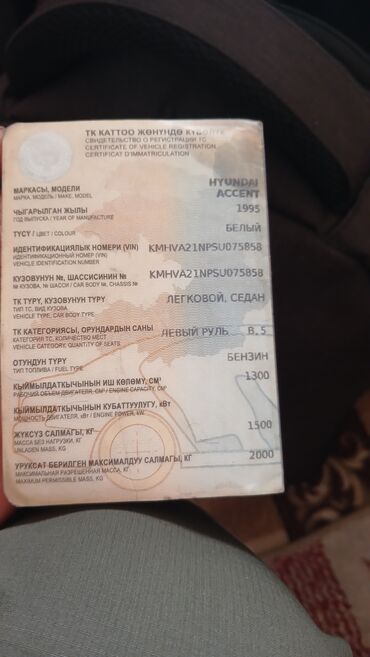 ТК КАТТОО ЖӨНҮНДӨ КҮБӨЛҮК
СВИДЕТЕЛЬСТВО О РЕГИСТРАЦИИ ТС
CERTIFICATE OF VEHICLE REGISTRATION
CERTIFICAT D'IMMATRICULATION
МАРКАСЫ, МОДЕЛИ
МАРКА, МОДЕЛЬ / MAKE, MODEL
HYUNDAI
ACCENT
ЧЫГАРЫЛГАН ЖЫЛЫ
ГОД ВЫПУСКА / YEAR OF MANUFACTURE
1995
ТҮСҮ / ЦВЕТ / COLOUR
БЕЛЫЙ
ИДЕНТИФИКАЦИЯЛЫК НОМЕРИ (VIN)
ИДЕНТИФИКАЦИОННЫЙ НОМЕР (VIN)
VEHICLE IDENTIFICATION NUMBER
KMHVA21NPSU075858
КУЗОВУНУН №, ШАССИСИНИН №
№ КУЗОВА, № ШАССИ / CAR BODY №, CHASSIS №
KMHVA21NPSU075858
ТК ТҮРҮ, КУЗОВУНУН ТҮРҮ
ТИП ТС, ВИД КУЗОВА
VEHICLE TYPE, CAR BODY TYPE
ЛЕГКОВОЙ, СЕДАН
ТК КАТЕГОРИЯСЫ, ОРУНДАРДЫН САНЫ
КАТЕГОРИЯ ТС, КОЛИЧЕСТВО МЕСТ
VEHICLE CATEGORY, QUANTITY OF SEATS
ЛЕВЫЙ РУЛЬ B, 5
ОТУНДУН ТҮРҮ
ТИП ТОПЛИВА / FUEL TYPE
БЕНЗИН
КЫЙМЫЛДАТКЫЧЫНЫН ИШ КӨЛӨМҮ, СМ³
РАБОЧИЙ ОБЪЕМ ДВИГАТЕЛЯ, СМ³ / ENGINE CAPACITY, CM³
1300
КЫЙМЫЛДАТКЫЧЫНЫН КУБАТТУУЛУГУ, кВт
МОЩНОСТЬ ДВИГАТЕЛЯ, кВт / ENGINE POWER, kW
ЖҮКСҮЗ САЛМАГЫ, КГ
МАССА БЕЗ НАГРУЗКИ, КГ
UNLADEN MASS, KG
1500
УРУКСАТ БЕРИЛГЕН МАКСИМАЛДУУ САЛМАГЫ, КГ
МАКСИМАЛЬНАЯ РАЗРЕШЕННАЯ МАССА, КГ
MAXIMUM PERMISSIBLE MASS, KG
2000